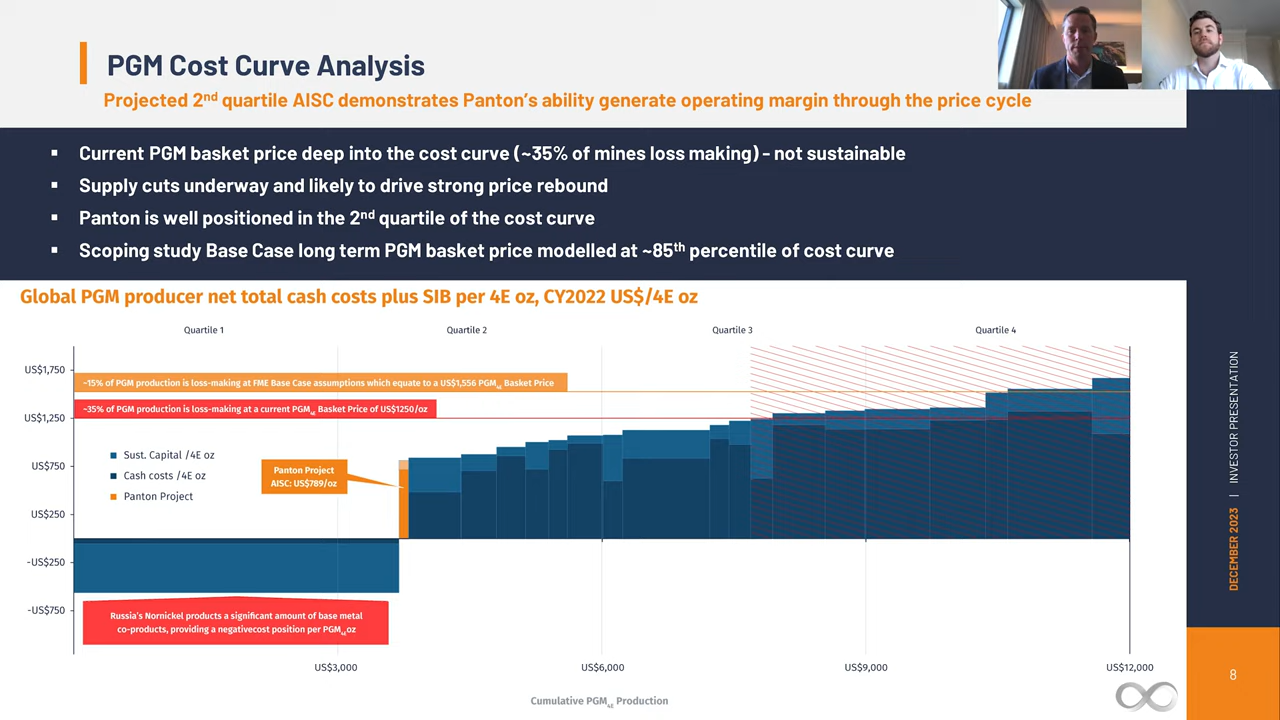 PGM Cost Curve Analysis
Projected 2nd quartile AISC demonstrates Panton's ability generate operating margin through the price cycle
▪ Current PGM basket price deep into the cost curve (~35% of mines loss making) - not sustainable
▪ Supply cuts underway and likely to drive strong price rebound
▪ Panton is well positioned in the 2nd quartile of the cost curve
▪ Scoping study Base Case long term PGM basket price modelled at ~85th percentile of cost curve
Global PGM producer net total cash costs plus SIB per 4E oz, CY2022 US$/4E oz
Quartile 1
Quartile 2
Quartile 3
Quartile 4
US$1,750
US$1,250
US$750
US$250
-US$250
-US$750
~15% of PGM production is loss-making at FME Base Case assumptions which equate to a US$1,556 PGM4E Basket Price
~35% of PGM production is loss-making at a current PGM4E Basket Price of US$1250/oz
Sust. Capital /4E oz
Cash costs /4E oz
Panton Project
Panton Project
AISC: US$789/oz
Russia's Nornickel products a significant amount of base metal
co-products, providing a negativecost position per PGM4Eoz
US$3,000
US$6,000
US$9,000
US$12,000
Cumulative PGM4E Production
DECEMBER 2023 | INVESTOR PRESENTATION
8